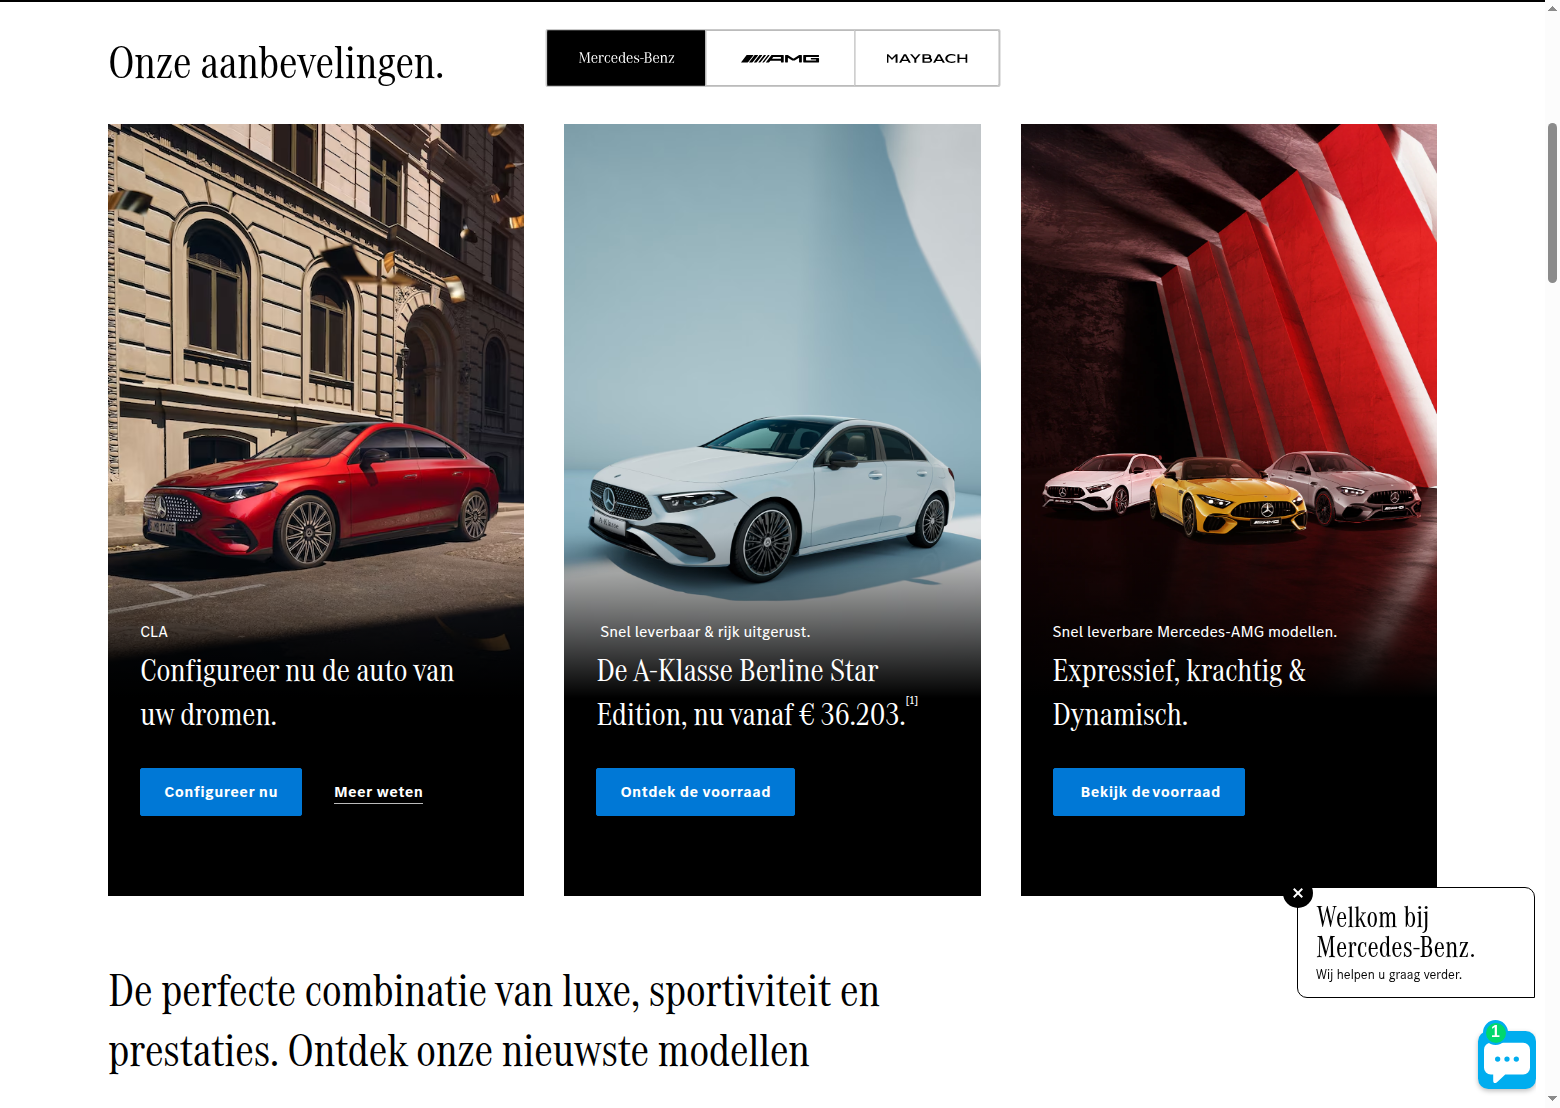 Onze aanbevelingen.
Mercedes-Benz
AMG
MAYBACH
CLA
Configureer nu de auto van
uw dromen.
Configureer nu
Meer weten
A-Klasse
Snel leverbaar & rijk uitgerust.
De A-Klasse Berline Star
Edition, nu vanaf € 36.203.[1]
Ontdek de voorraad
AMG
Snel leverbare Mercedes-AMG modellen.
Expressief, krachtig &
Dynamisch.
Bekijk de voorraad
Welkom bij
Mercedes-Benz.
Wij helpen u graag verder.
De perfecte combinatie van luxe, sportiviteit en
prestaties. Ontdek onze nieuwste modellen
1